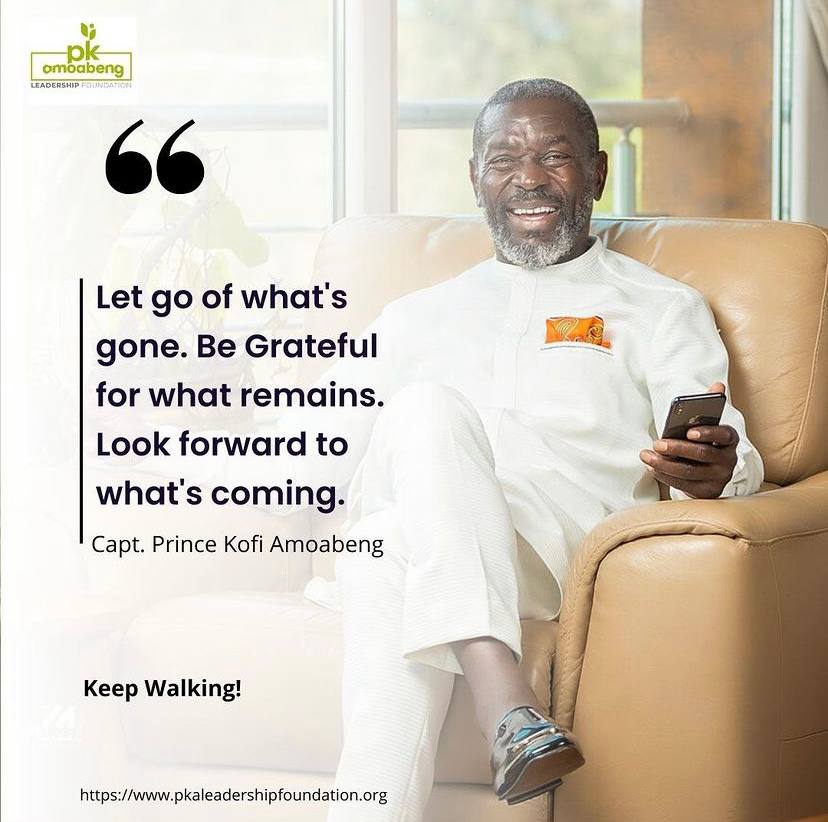 pk
amoabeng
LEADERSHIP FOUNDATION
Let go of what's
gone. Be Grateful
for what remains.
Look forward to
what's coming.
Capt. Prince Kofi Amoabeng
Keep Walking!
https://www.pkaleadershipfoundation.org